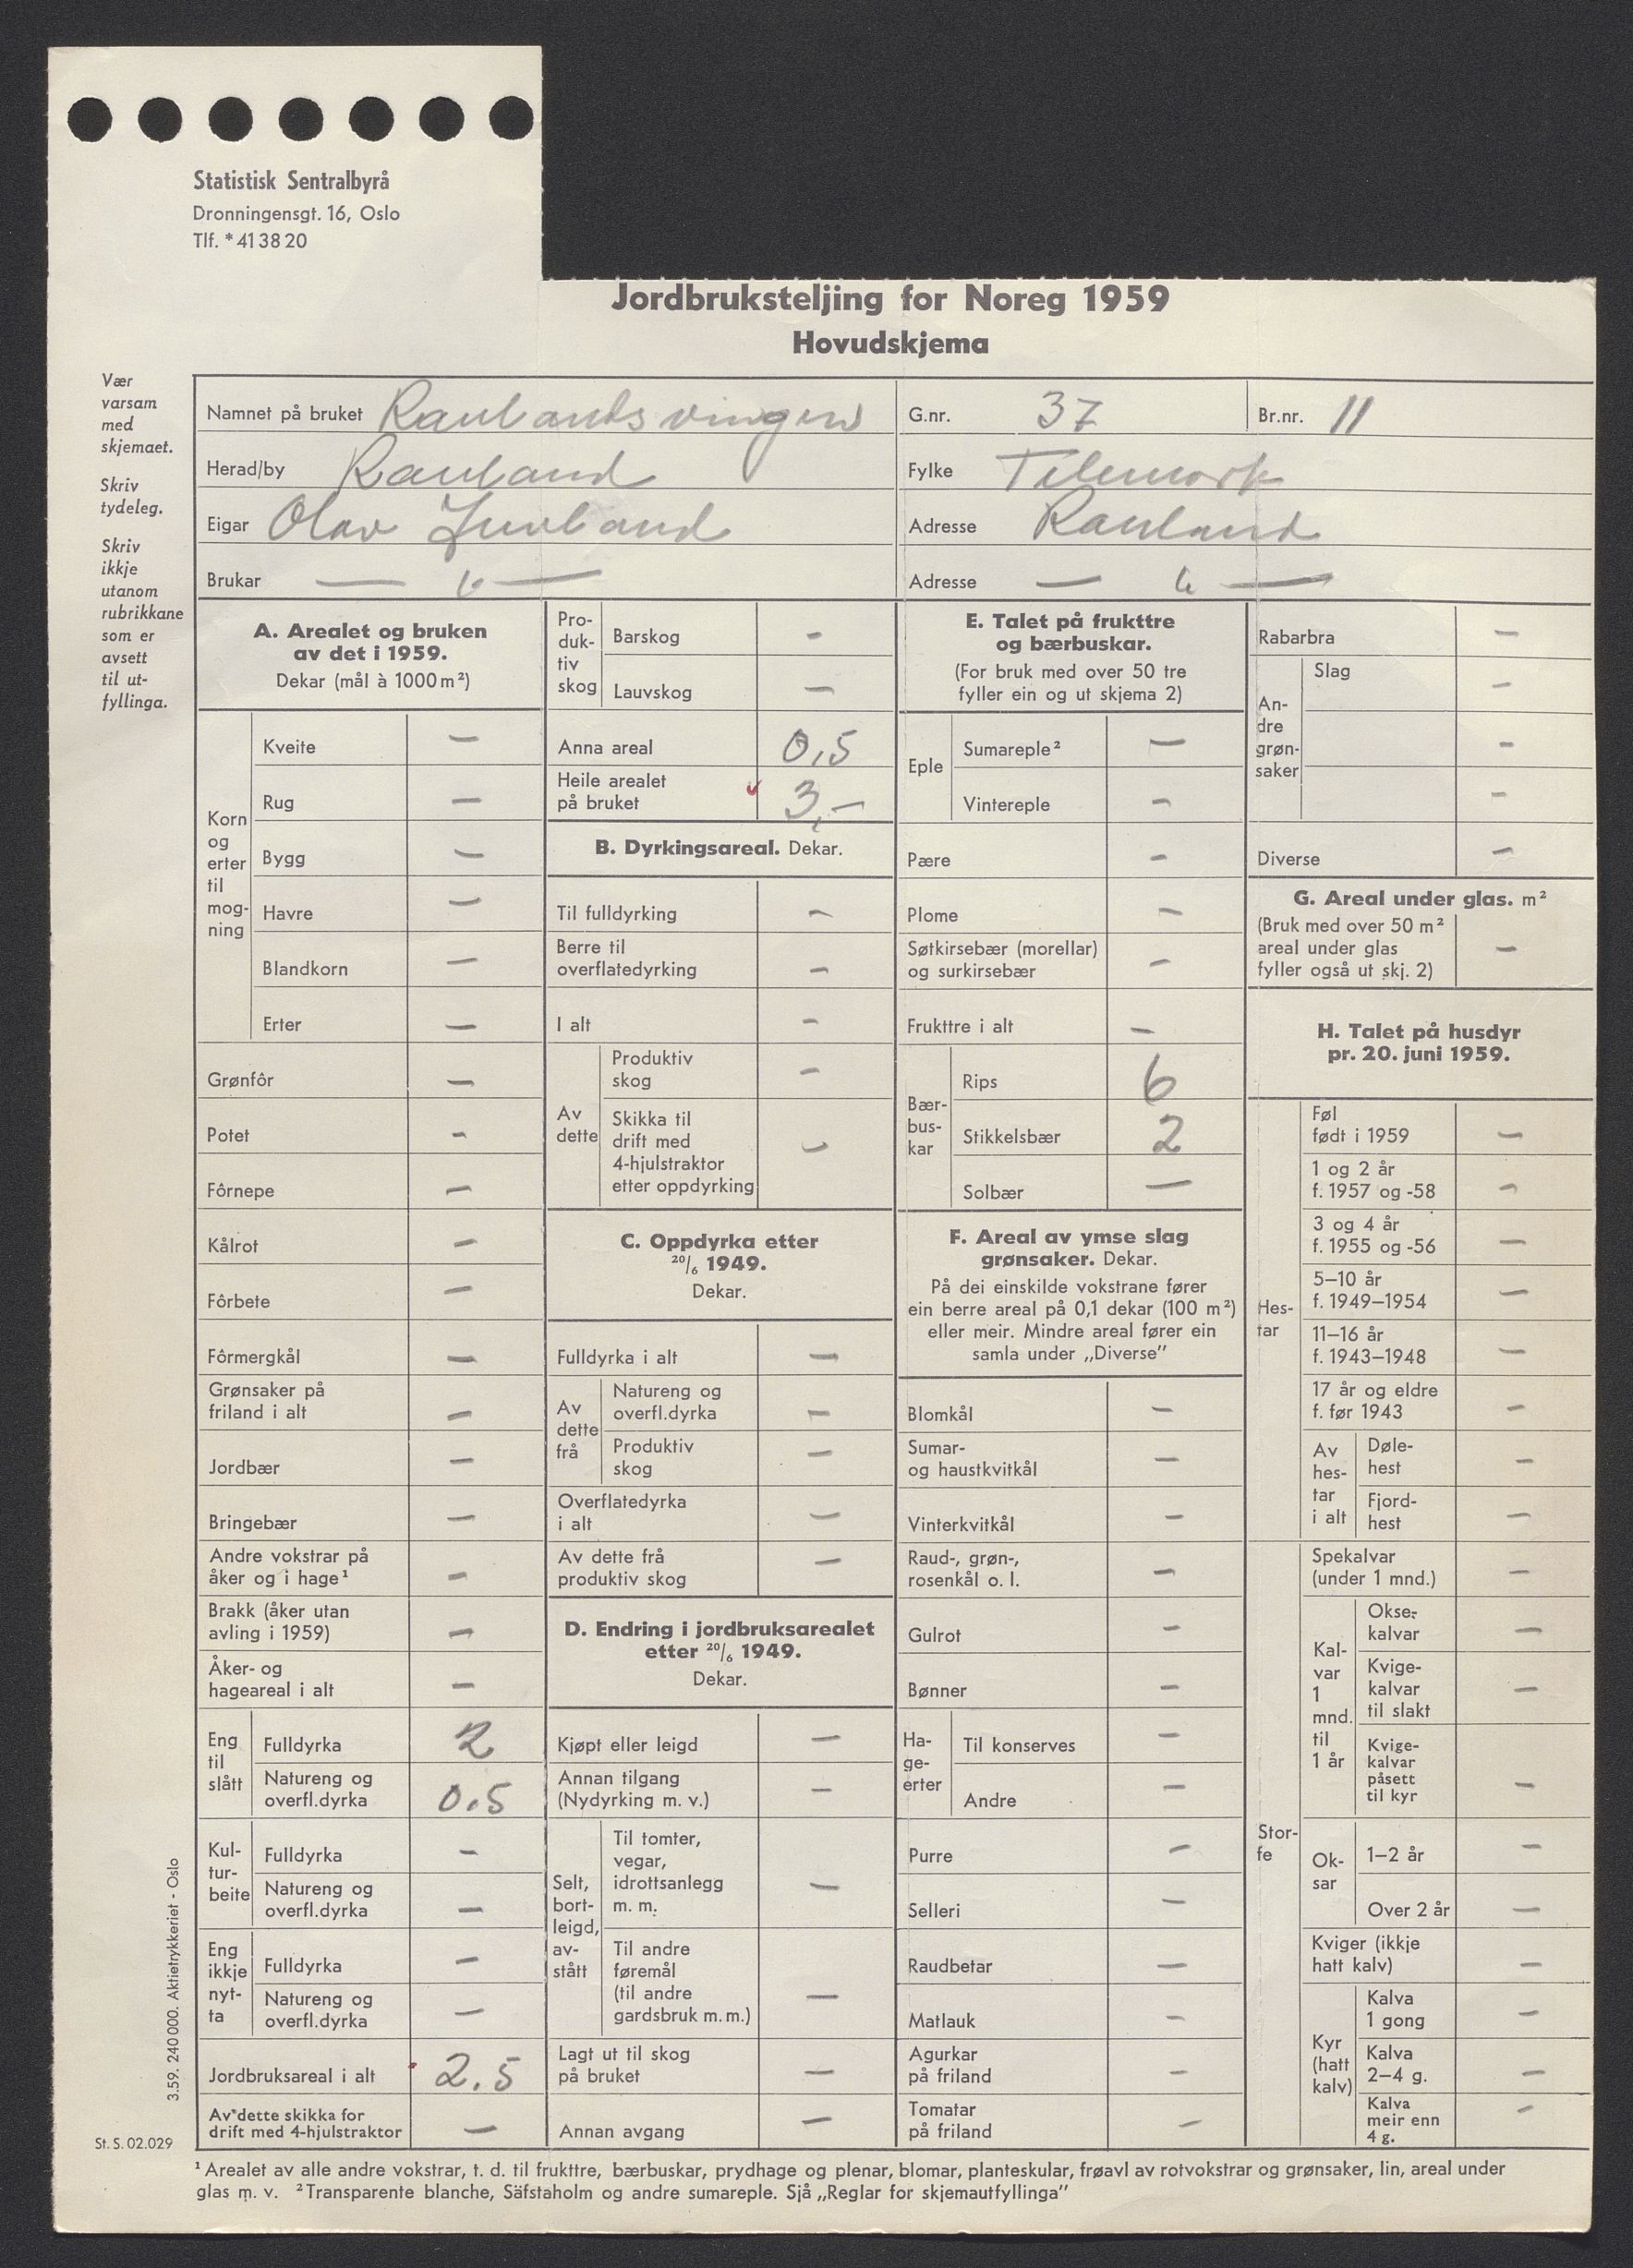 Statistisk Sentralbyrå
Dronningensgt. 16, Oslo
Tlf. * 41 38 20
Jordbruksteljing for Noreg 1959
Hovudskjema
Vær
varsam
med
skjemaet.
Skriv
tydeleg.
Skriv
ikkje
utanom
rubrikkane
som er
avsett
til ut-
fyllinga.
Namnet på bruket Raulandsvingen G.nr. 37 Br.nr. 11
Herad/by Rauland Fylke Telemark
Eigar Olav Juvland Adresse Rauland
Brukar — " — Adresse — " —
A. Arealet og bruken
av det i 1959.
Dekar (mål à 1000 m²)
Korn
og
erter
til
mog-
ning
Kveite —
Rug —
Bygg —
Havre —
Blandkorn —
Erter —
Grønfôr —
Potet -
Fôrnepe —
Kålrot —
Fôrbete —
Fôrmergkål —
Grønsaker på
friland i alt —
Jordbær —
Bringebær —
Andre vokstrar på
åker og i hage¹ —
Brakk (åker utan
avling i 1959) —
Åker- og
hageareal i alt —
Eng
til
slått
Fulldyrka 2
Natureng og
overfl.dyrka 0.5
Kul-
tur-
beite
Fulldyrka —
Natureng og
overfl.dyrka —
Eng
ikkje
nyt-
ta
Fulldyrka —
Natureng og
overfl.dyrka —
Jordbruksareal i alt 2.5
Av dette skikka for
drift med 4-hjulstraktor —
Pro-
duk-
tiv
skog
Barskog —
Lauvskog —
Anna areal 0,5
Heile arealet
på bruket 3,—
B. Dyrkingsareal. Dekar.
Til fulldyrking —
Berre til
overflatedyrking —
I alt —
Av
dette
Produktiv
skog —
Skikka til
drift med
4-hjulstraktor
etter oppdyrking —
C. Oppdyrka etter
20/6 1949.
Dekar.
Fulldyrka i alt —
Av
dette
frå
Natureng og
overfl.dyrka —
Produktiv
skog —
Overflatedyrka
i alt —
Av dette frå
produktiv skog —
D. Endring i jordbruksarealet
etter 20/6 1949.
Dekar.
Kjøpt eller leigd —
Annan tilgang
(Nydyrking m. v.) —
Selt,
bort-
leigd,
av-
stått
Til tomter,
vegar,
idrottsanlegg
m. m. —
Til andre
føremål
(til andre
gardsbruk m.m.) —
Lagt ut til skog
på bruket —
Annan avgang —
E. Talet på frukttre
og bærbuskar.
(For bruk med over 50 tre
fyller ein og ut skjema 2)
Eple
Sumareple² —
Vintereple —
Pære —
Plome —
Søtkirsebær (morellar)
og surkirsebær —
Frukttre i alt —
Bær-
bus-
kar
Rips 6
Stikkelsbær 2
Solbær —
F. Areal av ymse slag
grønsaker. Dekar.
På dei einskilde vokstrane fører
ein berre areal på 0,1 dekar (100 m²)
eller meir. Mindre areal fører ein
samla under „Diverse”
Blomkål —
Sumar-
og haustkvitkål —
Vinterkvitkål —
Raud-, grøn-,
rosenkål o. l. —
Gulrot —
Bønner —
Ha-
ge-
erter
Til konserves —
Andre —
Purre —
Selleri —
Raudbetar —
Matlauk —
Agurkar
på friland —
Tomatar
på friland —
Rabarbra —
An-
dre
grøn-
saker
Slag —
—
—
Diverse —
G. Areal under glas. m²
(Bruk med over 50 m²
areal under glas
fyller også ut skj. 2) —
H. Talet på husdyr
pr. 20. juni 1959.
Hes-
tar
Føl
født i 1959 —
1 og 2 år
f. 1957 og -58 —
3 og 4 år
f. 1955 og -56 —
5–10 år
f. 1949–1954 —
11–16 år
f. 1943–1948 —
17 år og eldre
f. før 1943 —
Av
hes-
tar
i alt
Døle-
hest —
Fjord-
hest —
Stor-
fe
Spekalvar
(under 1 mnd.) —
Kal-
var
1
mnd.
til
1 år
Okse-
kalvar —
Kvige-
kalvar
til slakt —
Kvige-
kalvar
påsett
til kyr —
Ok-
sar
1–2 år —
Over 2 år —
Kviger (ikkje
hatt kalv) —
Kyr
(hatt
kalv)
Kalva
1 gong —
Kalva
2–4 g. —
Kalva
meir enn
4 g. —
3.59. 240 000. Aktietrykkeriet - Oslo
St. S. 02.029
¹ Arealet av alle andre vokstrar, t. d. til frukttre, bærbuskar, prydhage og plenar, blomar, planteskular, frøavl av rotvokstrar og grønsaker, lin, areal under
glas m. v. ² Transparente blanche, Säfstaholm og andre sumareple. Sjå „Reglar for skjemautfyllinga”